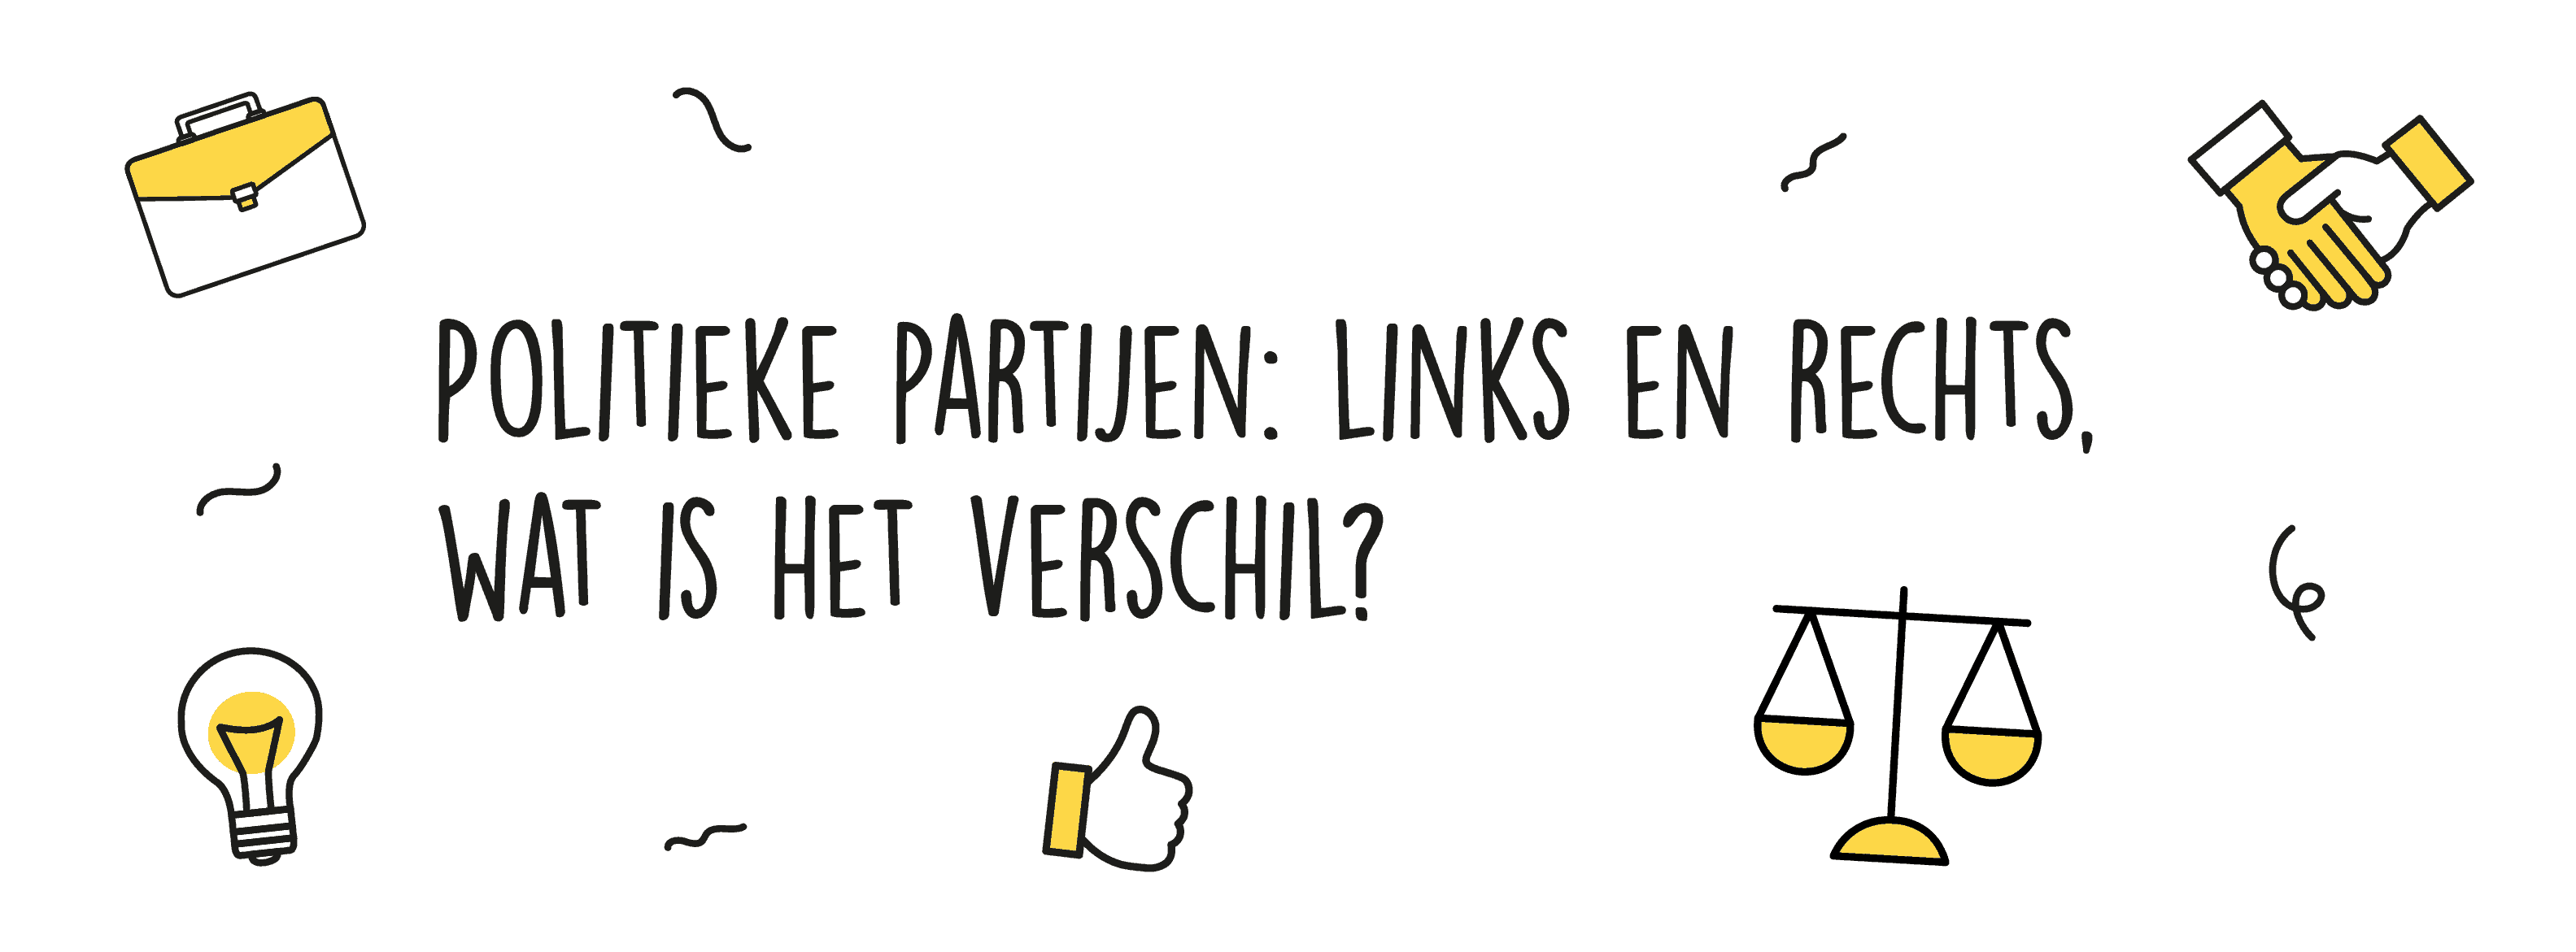 POLITIEKE PARTIJEN: LINKS EN RECHTS,
WAT IS HET VERSCHIL?